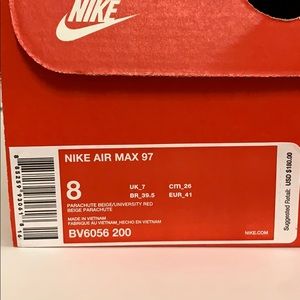 NIKE
NIKE AIR MAX 97
8
UK_7
cm_26
BR_39.5
EUR_41
PARACHUTE BEIGE/UNIVERSITY RED
BEIGE PARACHUTE
MADE IN VIETNAM
FABRIQUE AU VIETNAM_HECHO EN VIETNAM
BV6056 200
NIKE.COM
Suggested Retail: USD $180.00